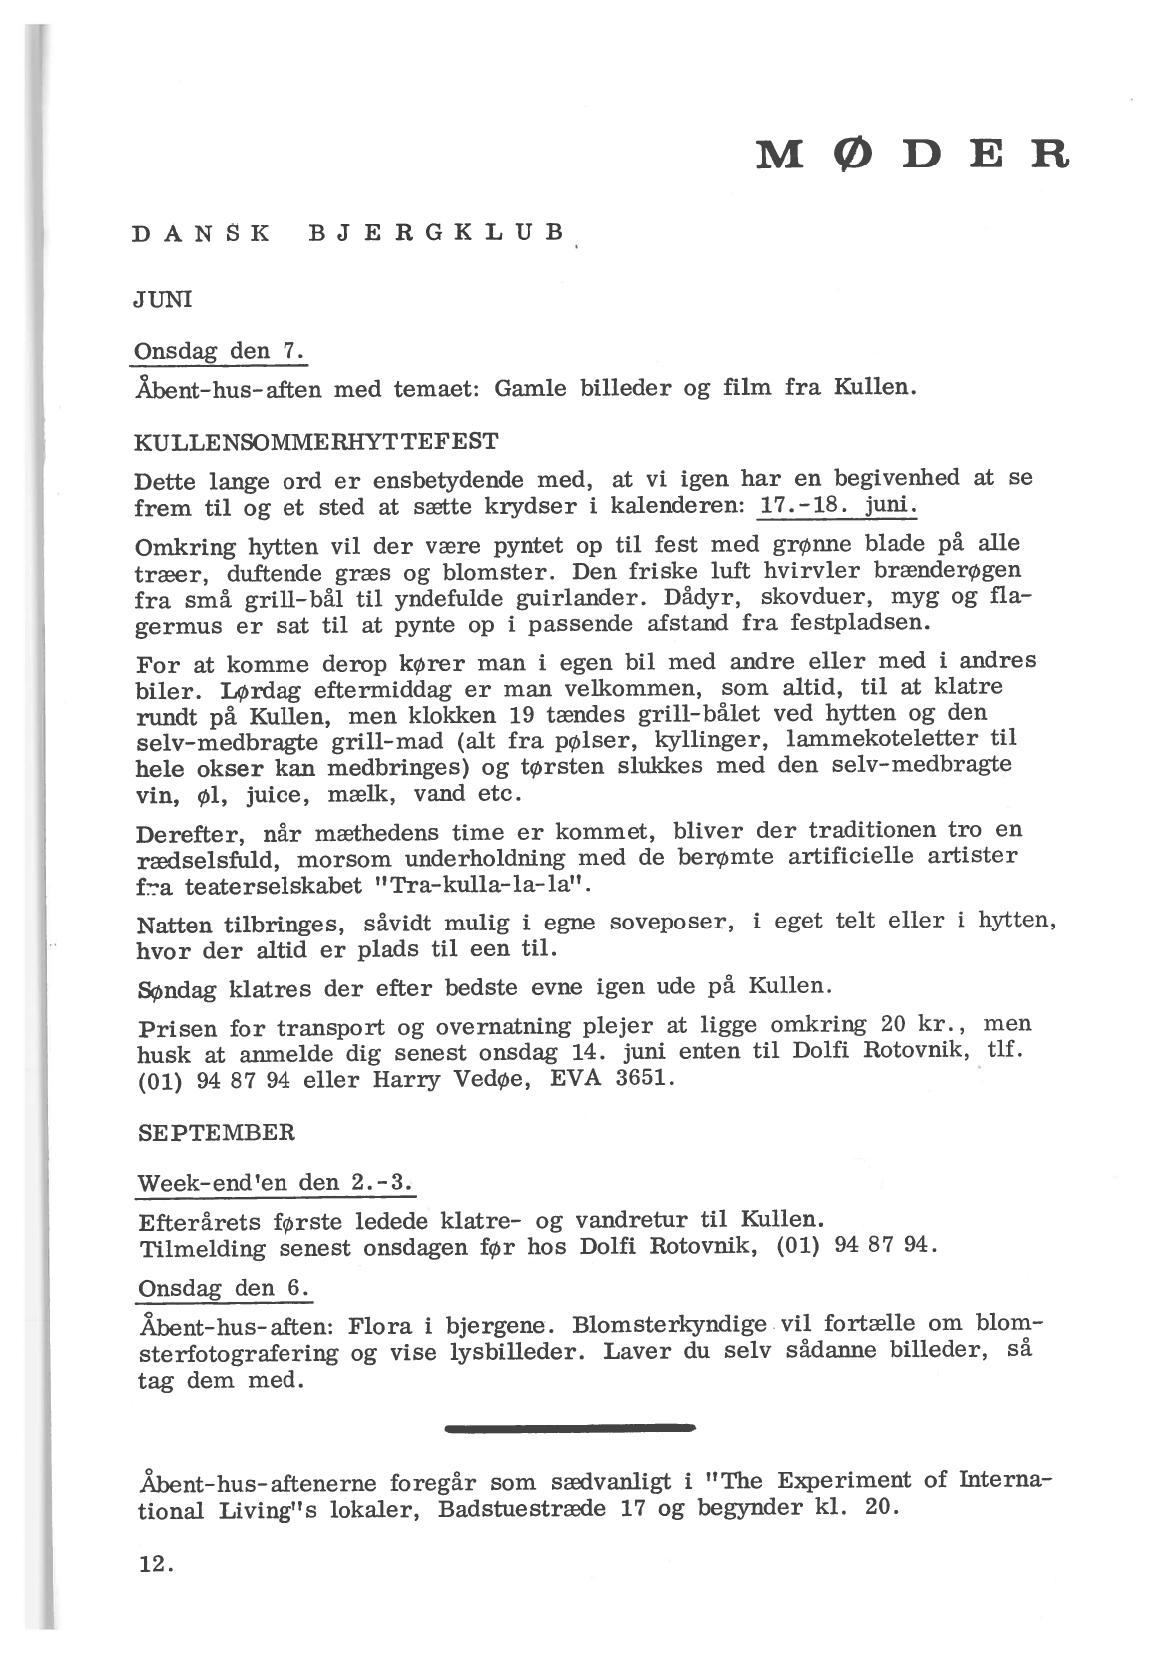 M Ø D E R
D A N S K B J E R G K L U B
JUNI
Onsdag den 7.
Åbent-hus-aften med temaet: Gamle billeder og film fra Kullen.
KULLENSOMMERHYTTEFEST
Dette lange ord er ensbetydende med, at vi igen har en begivenhed at se
frem til og et sted at sætte krydser i kalenderen: 17.-18. juni.
Omkring hytten vil der være pyntet op til fest med grønne blade på alle
træer, duftende græs og blomster. Den friske luft hvirvler brænderøgen
fra små grill-bål til yndefulde guirlander. Dådyr, skovduer, myg og fla-
germus er sat til at pynte op i passende afstand fra festpladsen.
For at komme derop kører man i egen bil med andre eller med i andres
biler. Lørdag eftermiddag er man velkommen, som altid, til at klatre
rundt på Kullen, men klokken 19 tændes grill-bålet ved hytten og den
selv-medbragte grill-mad (alt fra pølser, kyllinger, lammekoteletter til
hele okser kan medbringes) og tørsten slukkes med den selv-medbragte
vin, øl, juice, mælk, vand etc.
Derefter, når mæthedens time er kommet, bliver der traditionen tro en
rædselsfuld, morsom underholdning med de berømte artificielle artister
fra teaterselskabet "Tra-kulla-la-la".
Natten tilbringes, såvidt mulig i egne soveposer, i eget telt eller i hytten,
hvor der altid er plads til een til.
Søndag klatres der efter bedste evne igen ude på Kullen.
Prisen for transport og overnatning plejer at ligge omkring 20 kr., men
husk at anmelde dig senest onsdag 14. juni enten til Dolfi Rotovnik, tlf.
(01) 94 87 94 eller Harry Vedøe, EVA 3651.
SEPTEMBER
Week-end'en den 2.-3.
Efterårets første ledede klatre- og vandretur til Kullen.
Tilmelding senest onsdagen før hos Dolfi Rotovnik, (01) 94 87 94.
Onsdag den 6.
Åbent-hus-aften: Flora i bjergene. Blomsterkyndige vil fortælle om blom-
sterfotografering og vise lysbilleder. Laver du selv sådanne billeder, så
tag dem med.
Åbent-hus-aftenerne foregår som sædvanligt i "The Experiment of Interna-
tional Living"s lokaler, Badstuestræde 17 og begynder kl. 20.
12.